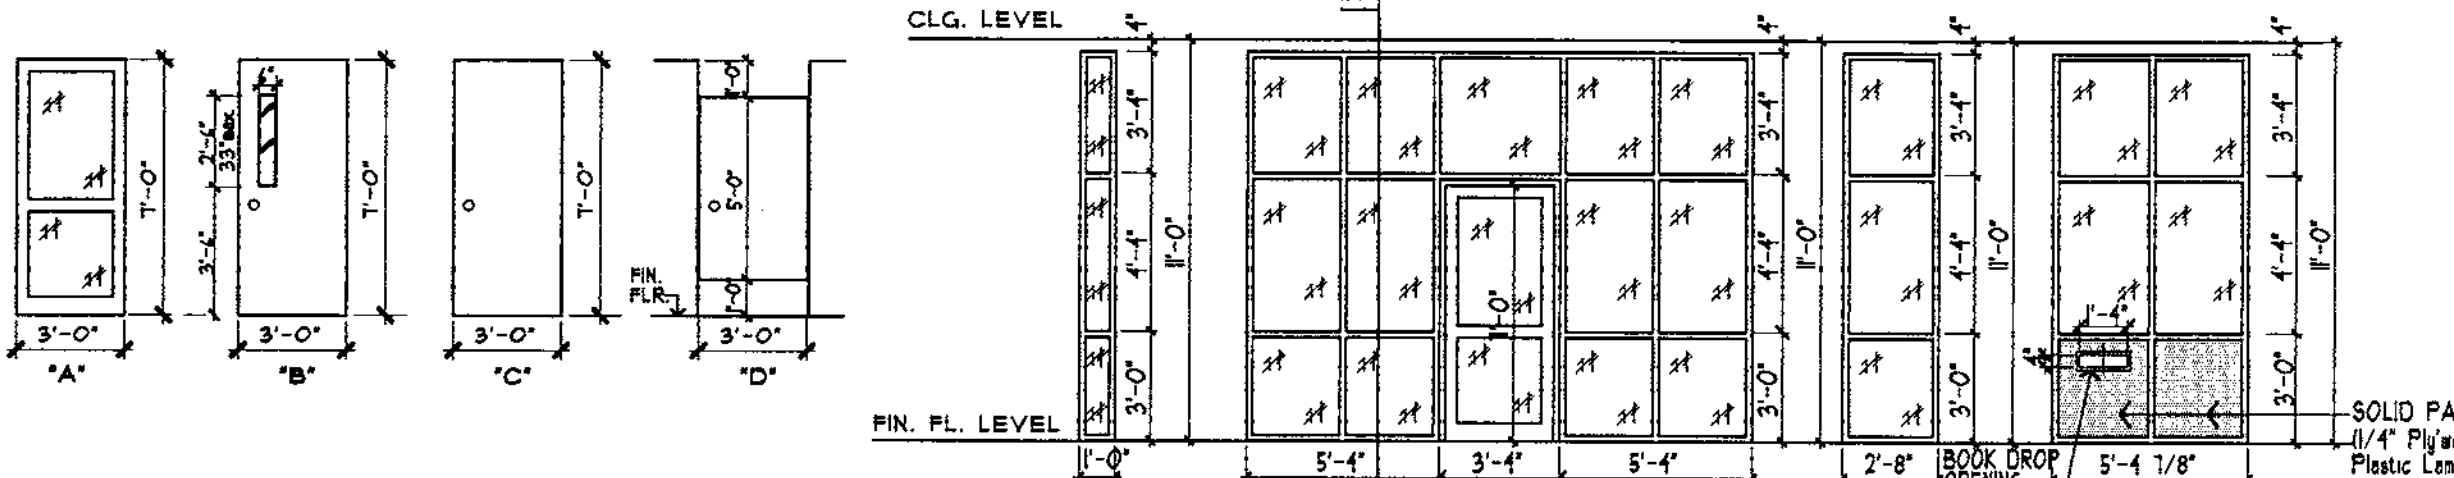 CLG. LEVEL
4"
4"
4"
4"
6"
1'-0"
2'-6"
33" max.
3'-4"
3'-4"
3'-4"
3'-4"
7'-0"
7'-0"
7'-0"
5'-0"
3'-6"
4'-4"
11'-0"
4'-4"
11'-0"
4'-4"
11'-0"
4'-4"
11'-0"
FIN.
FLR.
1'-0"
1'-4"
4"
3'-0"
3'-0"
3'-0"
3'-0"
"A"
"B"
"C"
"D"
3'-0"
3'-0"
3'-0"
3'-0"
FIN. FL. LEVEL
SOLID PA
(1/4" Ply'
Plastic Lam
1'-0"
5'-4"
3'-4"
5'-4"
2'-8"
BOOK DROP
OPENING
5'-4 7/8"